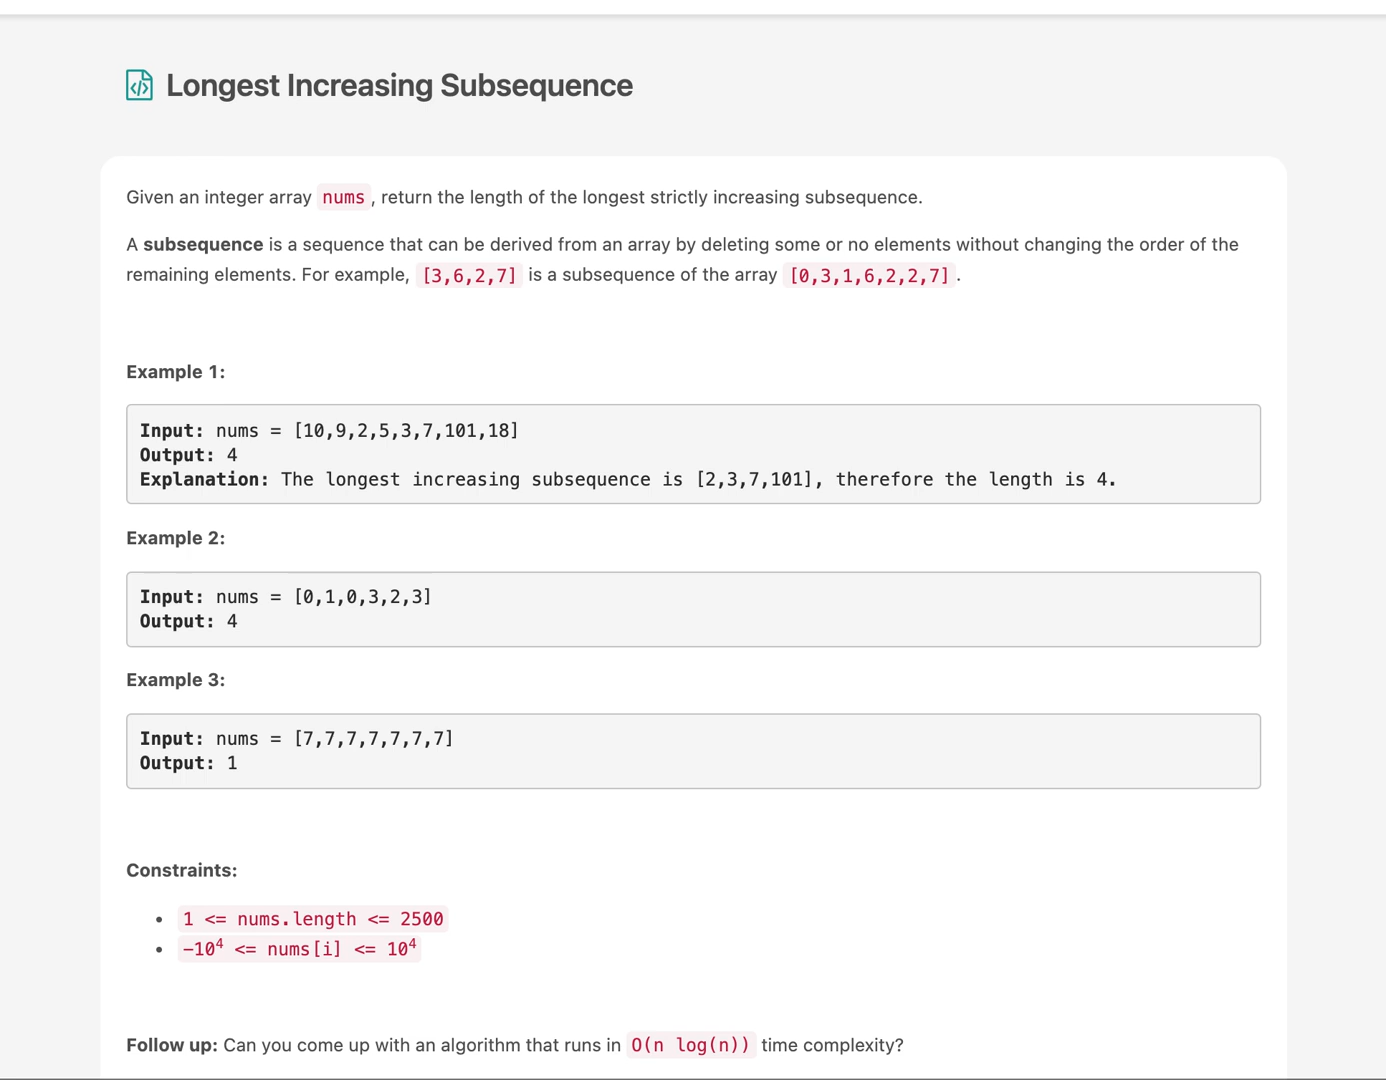 Longest Increasing Subsequence
Given an integer array nums, return the length of the longest strictly increasing subsequence.
A subsequence is a sequence that can be derived from an array by deleting some or no elements without changing the order of the
remaining elements. For example, [3,6,2,7] is a subsequence of the array [0,3,1,6,2,2,7].
Example 1:
Input: nums = [10,9,2,5,3,7,101,18]
Output: 4
Explanation: The longest increasing subsequence is [2,3,7,101], therefore the length is 4.
Example 2:
Input: nums = [0,1,0,3,2,3]
Output: 4
Example 3:
Input: nums = [7,7,7,7,7,7,7]
Output: 1
Constraints:
• 1 <= nums.length <= 2500
• −10⁴ <= nums[i] <= 10⁴
Follow up: Can you come up with an algorithm that runs in O(n log(n)) time complexity?